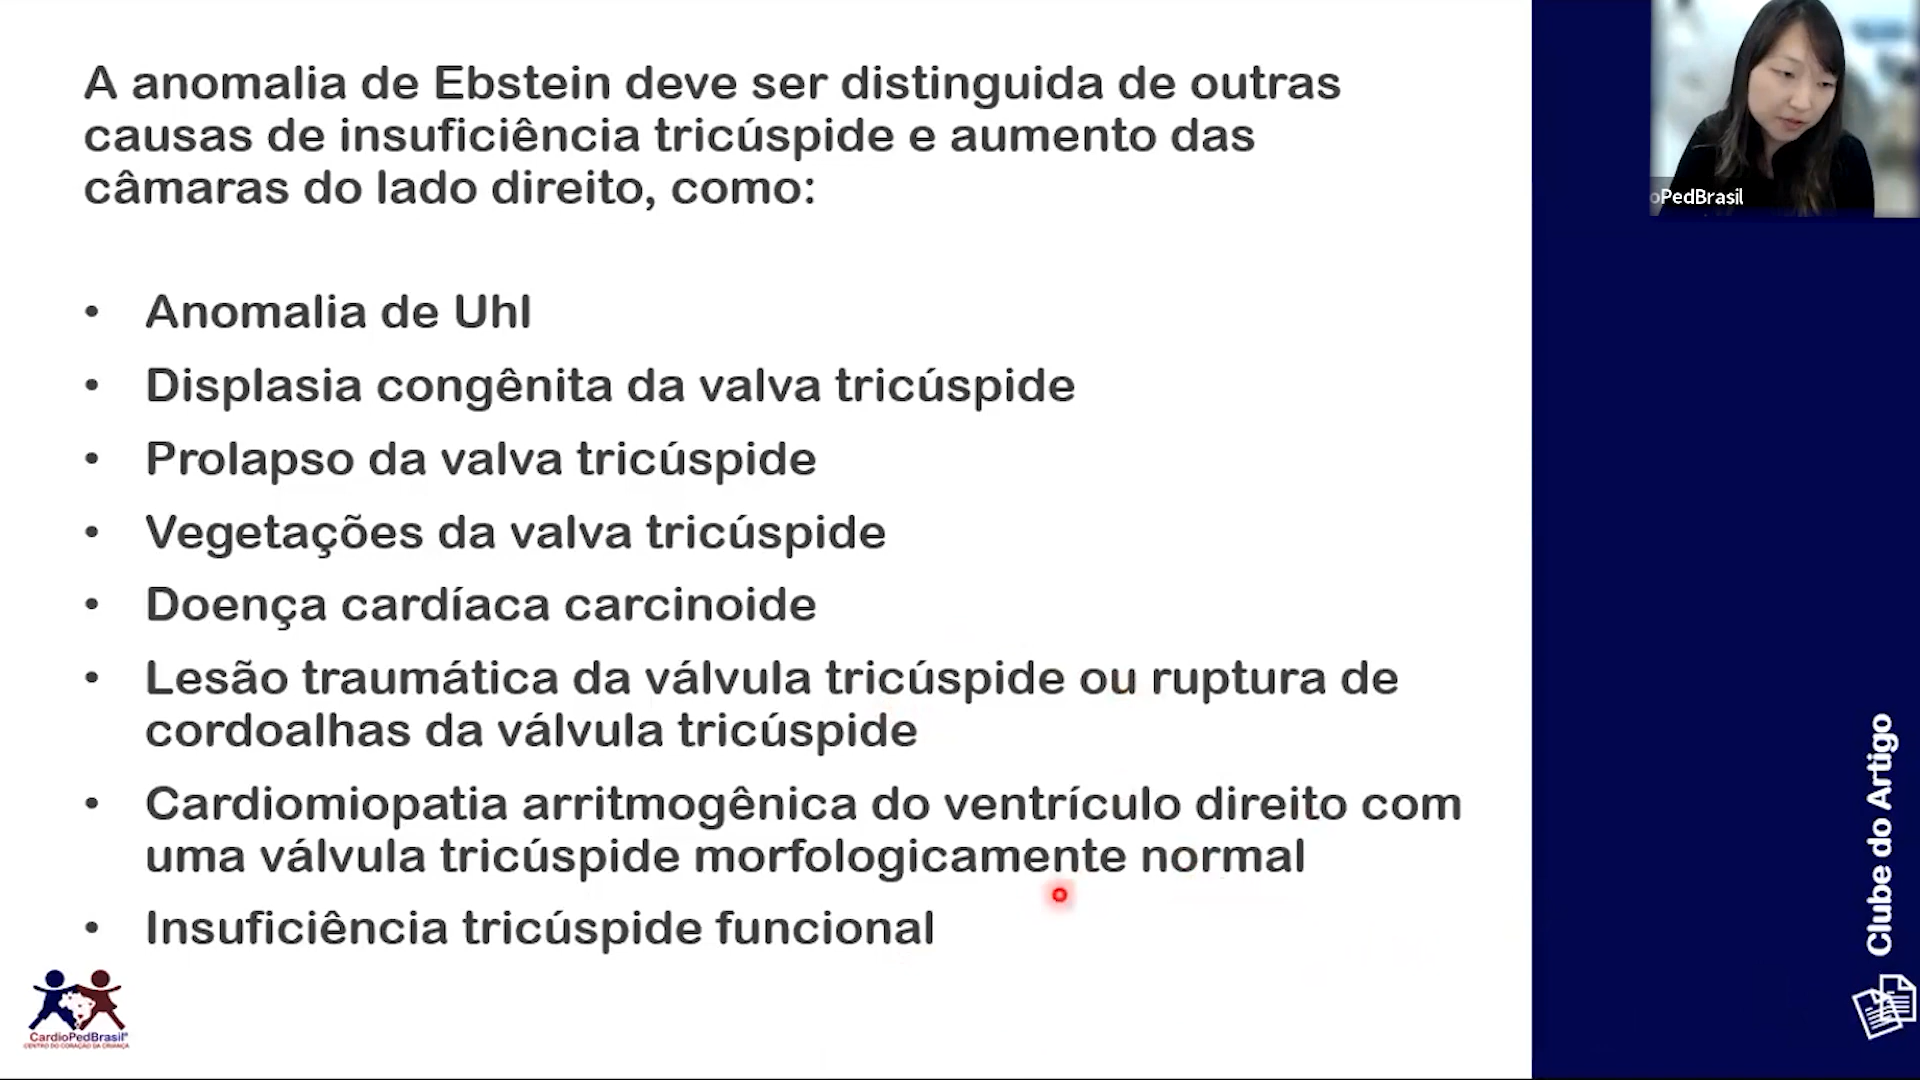 A anomalia de Ebstein deve ser distinguida de outras
causas de insuficiência tricúspide e aumento das
câmaras do lado direito, como:
• Anomalia de Uhl
• Displasia congênita da valva tricúspide
• Prolapso da valva tricúspide
• Vegetações da valva tricúspide
• Doença cardíaca carcinoide
• Lesão traumática da válvula tricúspide ou ruptura de
cordoalhas da válvula tricúspide
• Cardiomiopatia arritmogênica do ventrículo direito com
uma válvula tricúspide morfologicamente normal
• Insuficiência tricúspide funcional
CardioPedBrasil®
CENTRO DO CORAÇÃO DA CRIANÇA
oPedBrasil
Clube do Artigo